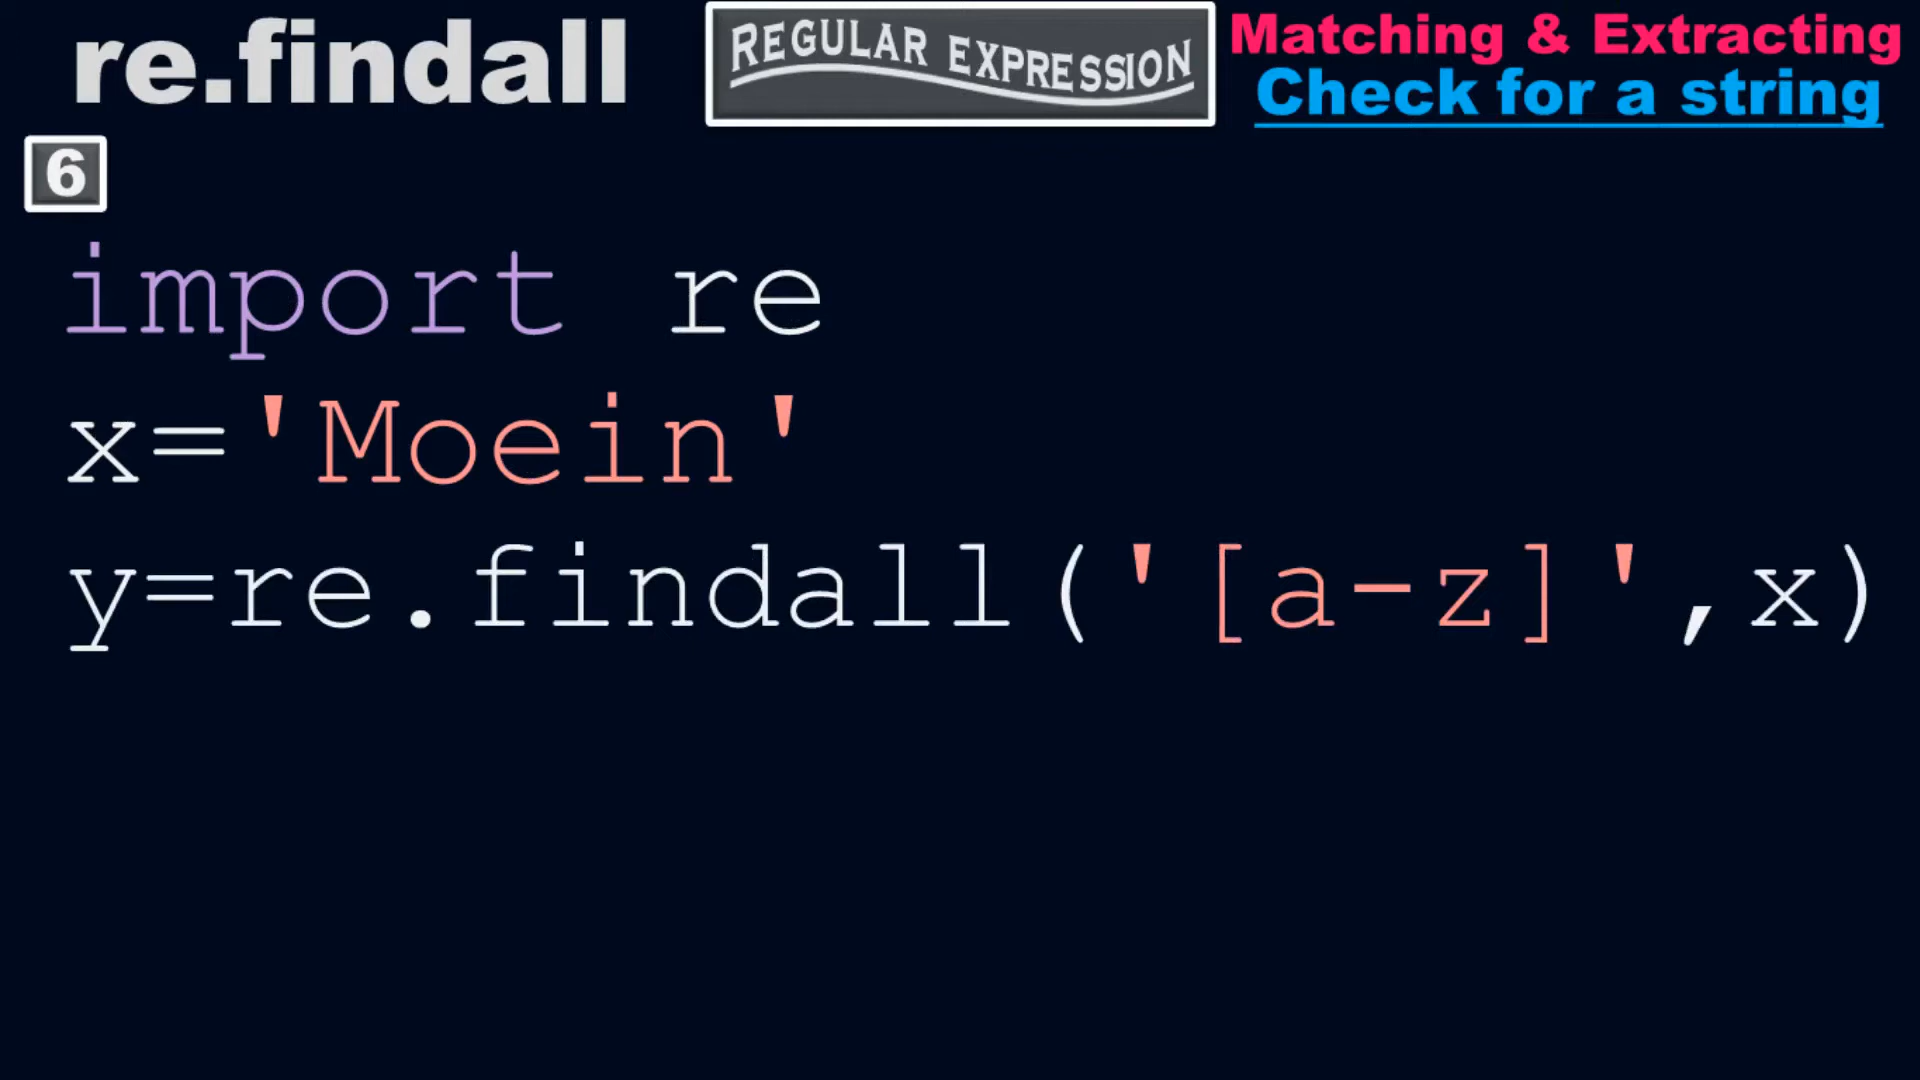 re.findall
REGULAR EXPRESSION
Matching & Extracting
Check for a string
6
import re
x='Moein'
y=re.findall('[a-z]',x)